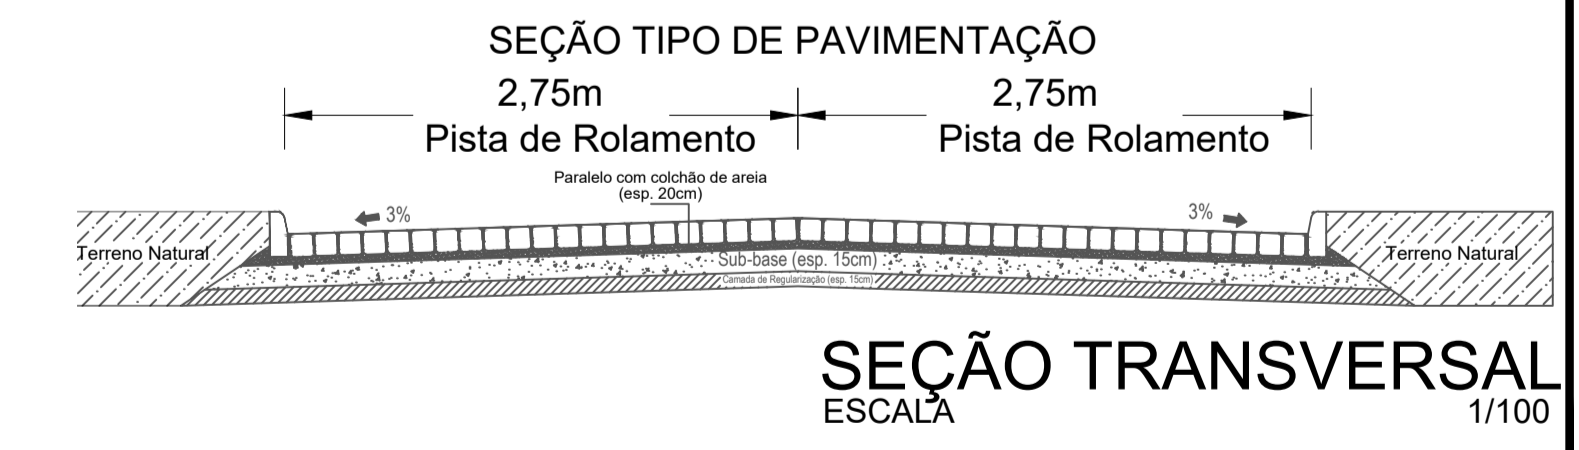 SEÇÃO TIPO DE PAVIMENTAÇÃO
2,75m 2,75m
Pista de Rolamento Pista de Rolamento
Paralelo com colchão de areia
(esp. 20cm)
3% 3%
Terreno Natural Terreno Natural
Sub-base (esp. 15cm)
Camada de Regularização (esp. 15cm)
SEÇÃO TRANSVERSAL
ESCALA 1/100